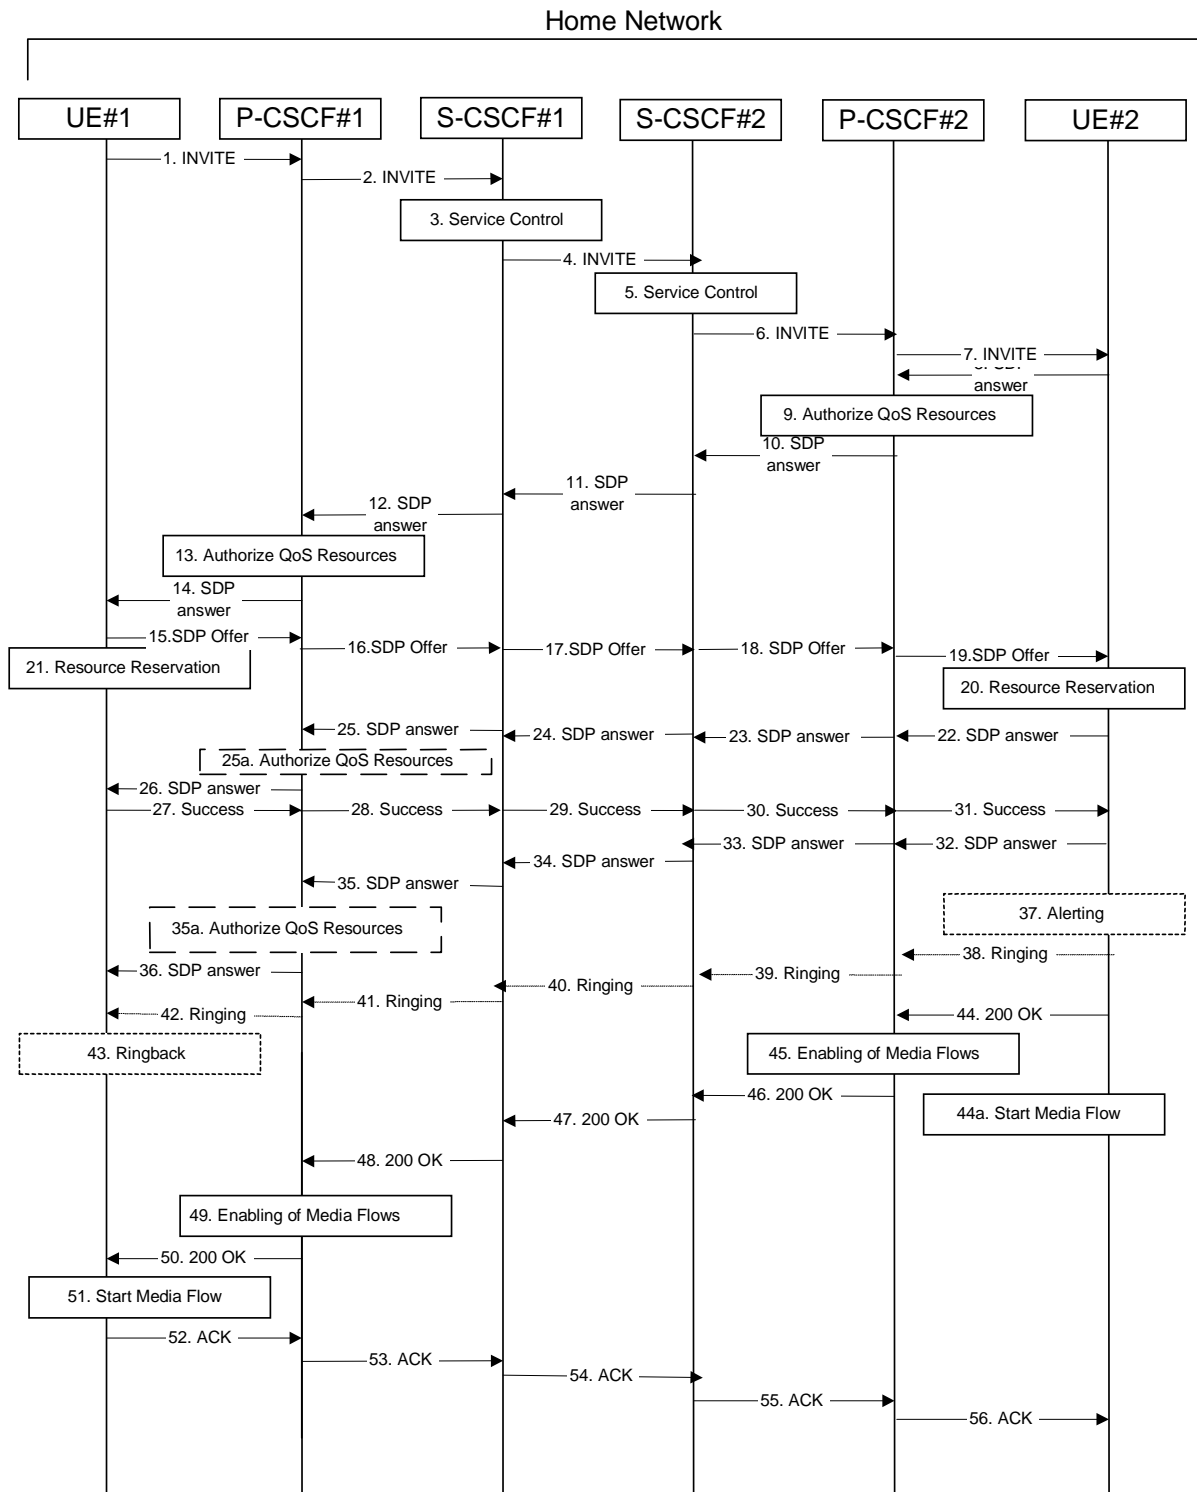 Home Network
UE#1
P-CSCF#1
S-CSCF#1
S-CSCF#2
P-CSCF#2
UE#2
1. INVITE
2. INVITE
3. Service Control
4. INVITE
5. Service Control
6. INVITE
7. INVITE
answer
9. Authorize QoS Resources
10. SDP
answer
11. SDP
answer
12. SDP
answer
13. Authorize QoS Resources
14. SDP
answer
15.SDP Offer
16.SDP Offer
17.SDP Offer
18. SDP Offer
19.SDP Offer
21. Resource Reservation
20. Resource Reservation
25. SDP answer
24. SDP answer
23. SDP answer
22. SDP answer
25a. Authorize QoS Resources
26. SDP answer
27. Success
28. Success
29. Success
30. Success
31. Success
33. SDP answer
32. SDP answer
34. SDP answer
35. SDP answer
35a. Authorize QoS Resources
37. Alerting
36. SDP answer
38. Ringing
39. Ringing
40. Ringing
41. Ringing
42. Ringing
44. 200 OK
43. Ringback
45. Enabling of Media Flows
46. 200 OK
44a. Start Media Flow
47. 200 OK
48. 200 OK
49. Enabling of Media Flows
50. 200 OK
51. Start Media Flow
52. ACK
53. ACK
54. ACK
55. ACK
56. ACK